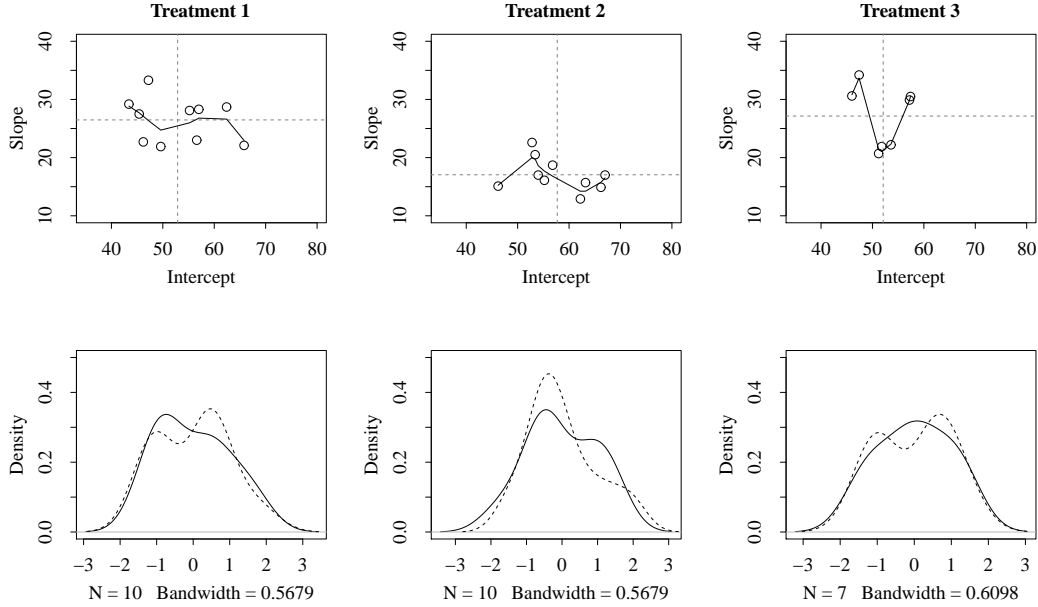 Treatment 1
Treatment 2
Treatment 3
Slope
10 20 30 40
40 50 60 70 80
Intercept
Slope
10 20 30 40
40 50 60 70 80
Intercept
Slope
10 20 30 40
40 50 60 70 80
Intercept
Density
0.0 0.2 0.4
−3 −2 −1 0 1 2 3
N = 10 Bandwidth = 0.5679
Density
0.0 0.2 0.4
−3 −2 −1 0 1 2 3
N = 10 Bandwidth = 0.5679
Density
0.0 0.2 0.4
−3 −2 −1 0 1 2 3
N = 7 Bandwidth = 0.6098